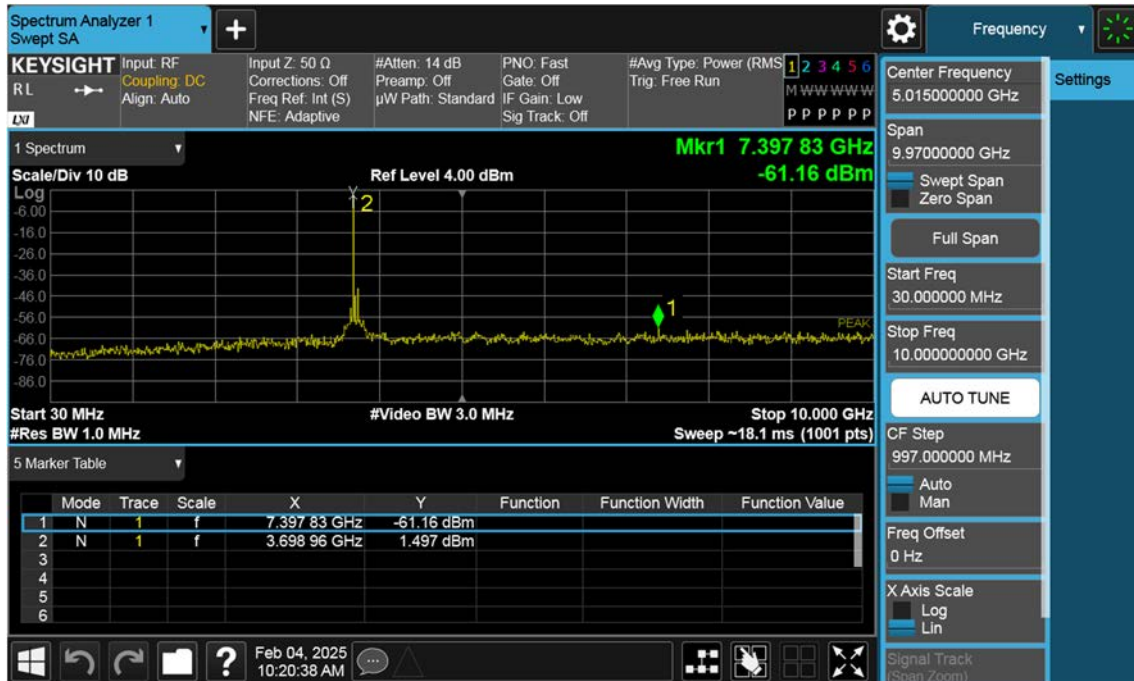 Spectrum Analyzer 1
Swept SA
+
Frequency
KEYSIGHT
RL
LXI
Input: RF
Coupling: DC
Align: Auto
Input Z: 50 Ω
Corrections: Off
Freq Ref: Int (S)
NFE: Adaptive
#Atten: 14 dB
Preamp: Off
µW Path: Standard
PNO: Fast
Gate: Off
IF Gain: Low
Sig Track: Off
#Avg Type: Power (RMS
Trig: Free Run
1 2 3 4 5 6
M W W W W W
P P P P P P
Center Frequency
5.015000000 GHz
Settings
Span
9.97000000 GHz
Swept Span
Zero Span
Full Span
Start Freq
30.000000 MHz
Stop Freq
10.000000000 GHz
AUTO TUNE
CF Step
997.000000 MHz
Auto
Man
Freq Offset
0 Hz
X Axis Scale
Log
Lin
Signal Track
(Span Zoom)
1 Spectrum
Mkr1 7.397 83 GHz
-61.16 dBm
Scale/Div 10 dB
Ref Level 4.00 dBm
Log
-6.00
-16.0
-26.0
-36.0
-46.0
-56.0
-66.0
-76.0
-86.0
2
1
PEAK
Start 30 MHz
#Video BW 3.0 MHz
Stop 10.000 GHz
#Res BW 1.0 MHz
Sweep ~18.1 ms (1001 pts)
5 Marker Table
Mode Trace Scale X Y Function Function Width Function Value
1 N 1 f 7.397 83 GHz -61.16 dBm
2 N 1 f 3.698 96 GHz 1.497 dBm
3
4
5
6
?
Feb 04, 2025
10:20:38 AM